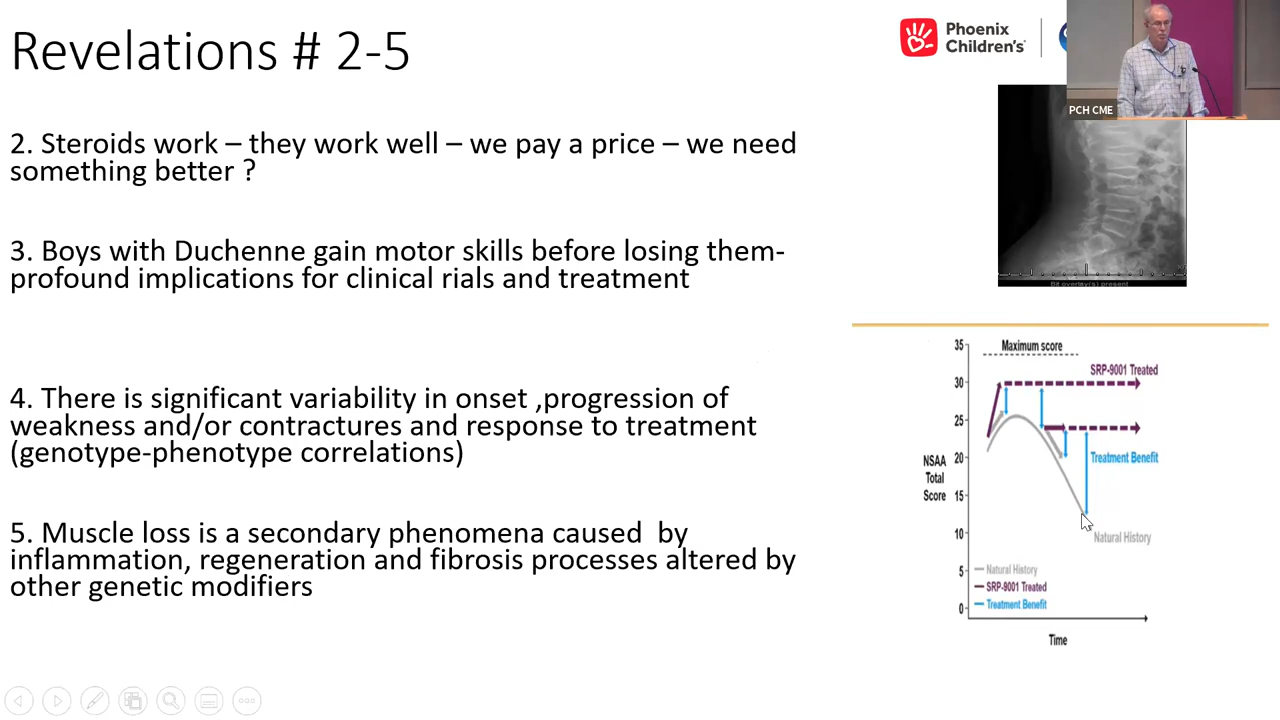 Revelations # 2-5
Phoenix
Children's
PCH CME
2. Steroids work – they work well – we pay a price – we need
something better ?
3. Boys with Duchenne gain motor skills before losing them-
profound implications for clinical rials and treatment
4. There is significant variability in onset ,progression of
weakness and/or contractures and response to treatment
(genotype-phenotype correlations)
5. Muscle loss is a secondary phenomena caused  by
inflammation, regeneration and fibrosis processes altered by
other genetic modifiers
Bit overlay(s) present
35
Maximum score
SRP-9001 Treated
30
25
NSAA
Total
Score
20
Treatment Benefit
15
10
Natural History
5
Natural History
SRP-9001 Treated
Treatment Benefit
0
Time